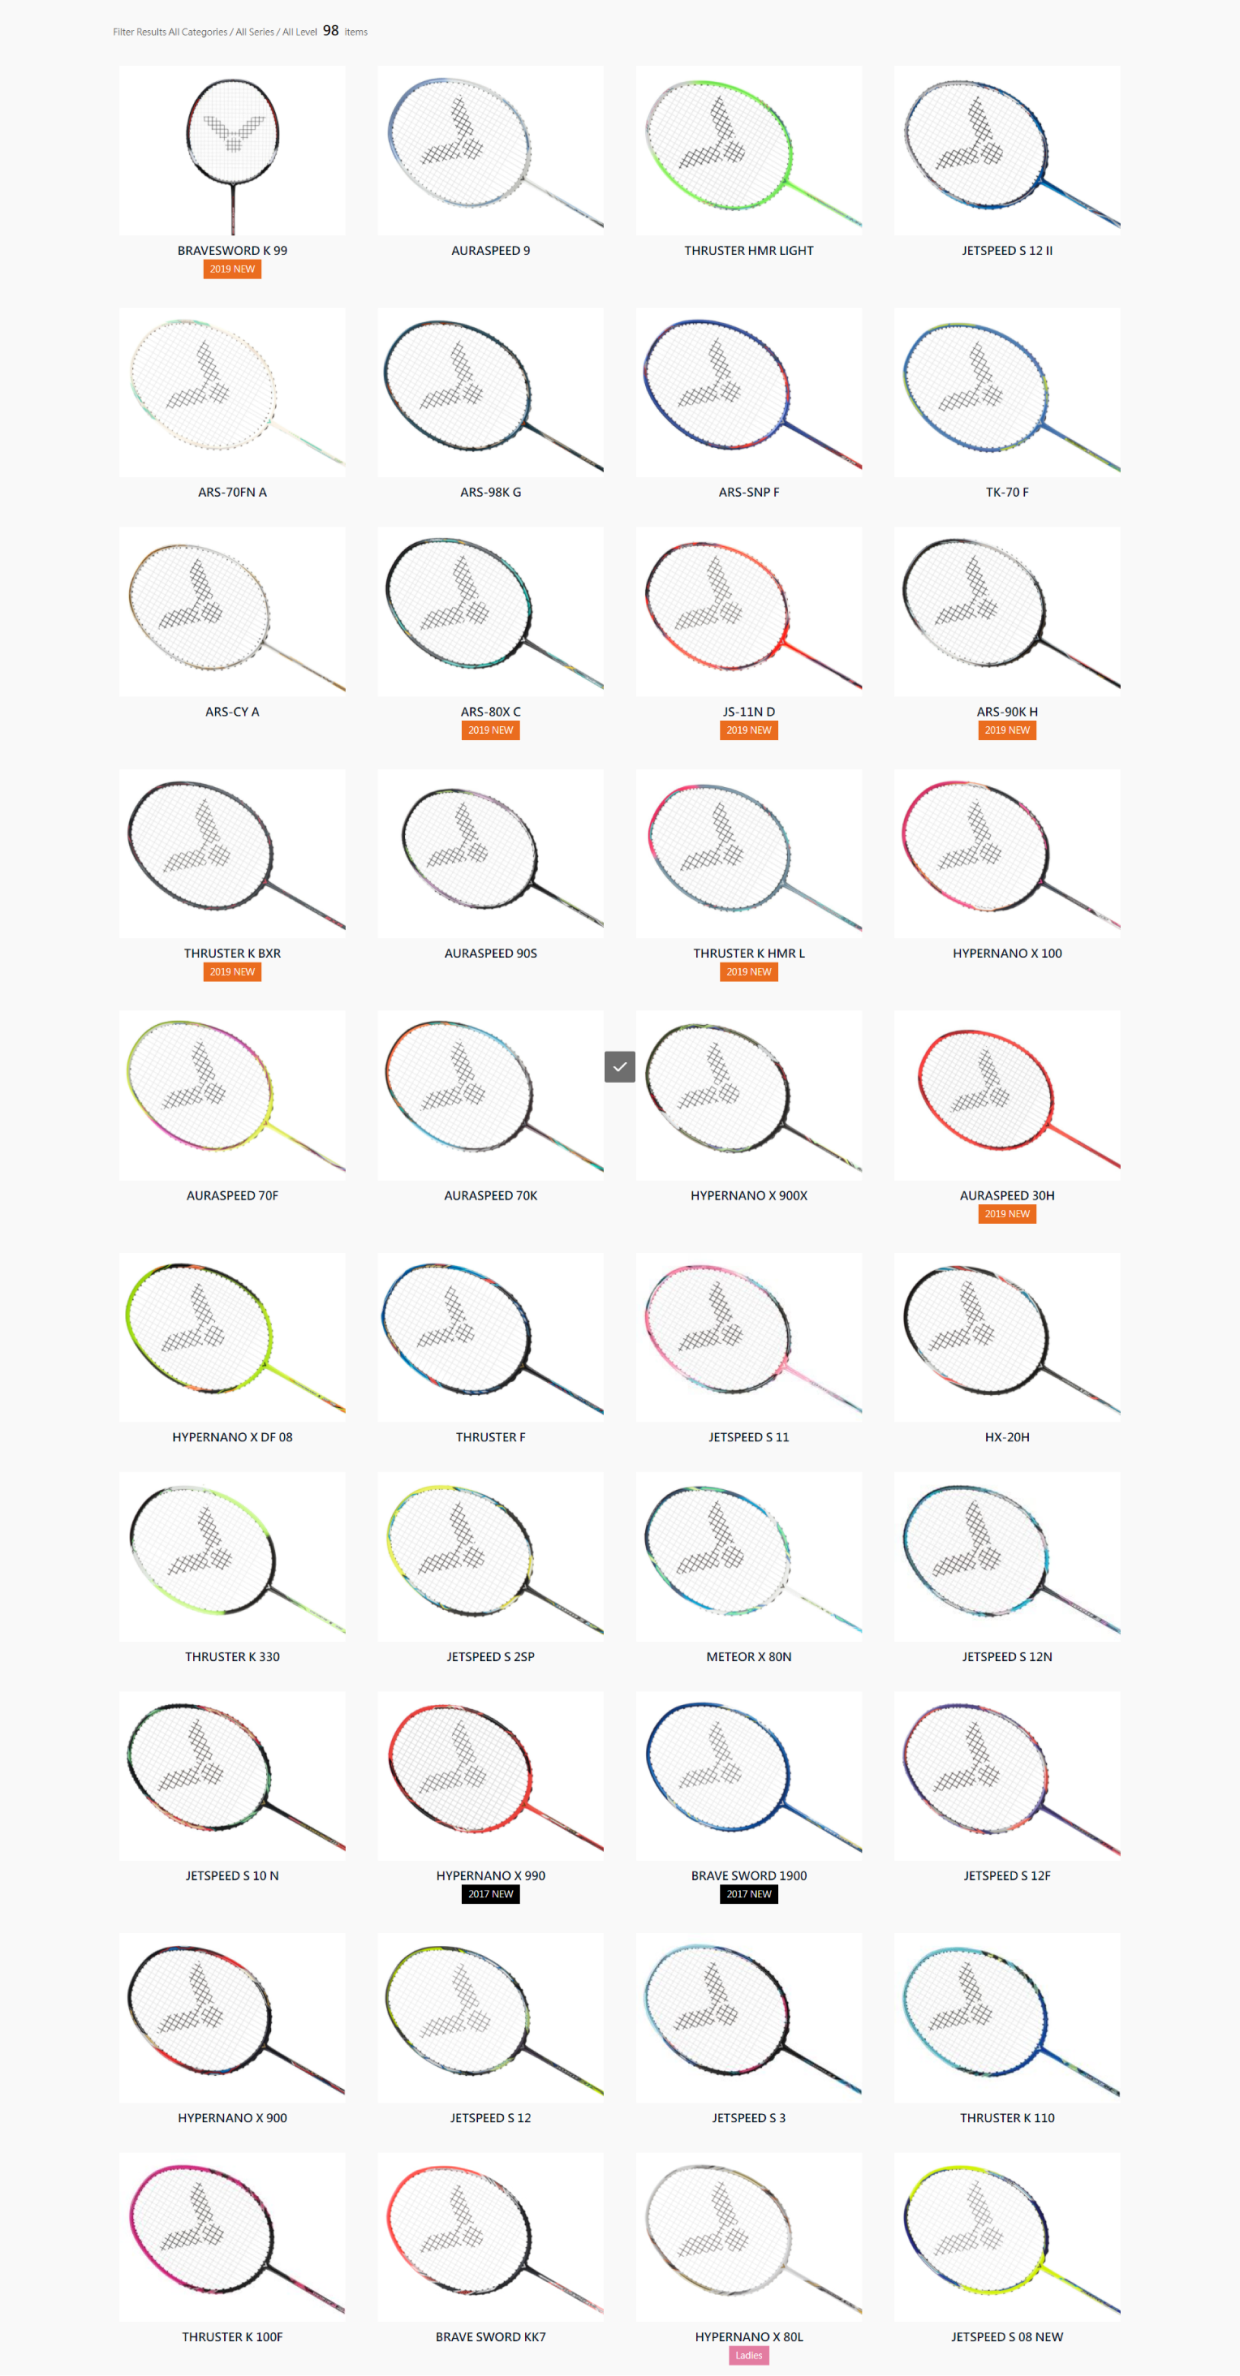 Filter Results All Categories / All Series / All Level 98 items
BRAVESWORD K 99
2019 NEW
AURASPEED 9
THRUSTER HMR LIGHT
JETSPEED S 12 II
ARS-70FN A
ARS-98K G
ARS-SNP F
TK-70 F
ARS-CY A
ARS-80X C
2019 NEW
JS-11N D
2019 NEW
ARS-90K H
2019 NEW
THRUSTER K BXR
2019 NEW
AURASPEED 90S
THRUSTER K HMR L
2019 NEW
HYPERNANO X 100
AURASPEED 70F
AURASPEED 70K
HYPERNANO X 900X
AURASPEED 30H
2019 NEW
HYPERNANO X DF 08
THRUSTER F
JETSPEED S 11
HX-20H
THRUSTER K 330
JETSPEED S 2SP
METEOR X 80N
JETSPEED S 12N
JETSPEED S 10 N
HYPERNANO X 990
2017 NEW
BRAVE SWORD 1900
2017 NEW
JETSPEED S 12F
HYPERNANO X 900
JETSPEED S 12
JETSPEED S 3
THRUSTER K 110
THRUSTER K 100F
BRAVE SWORD KK7
HYPERNANO X 80L
Ladies
JETSPEED S 08 NEW